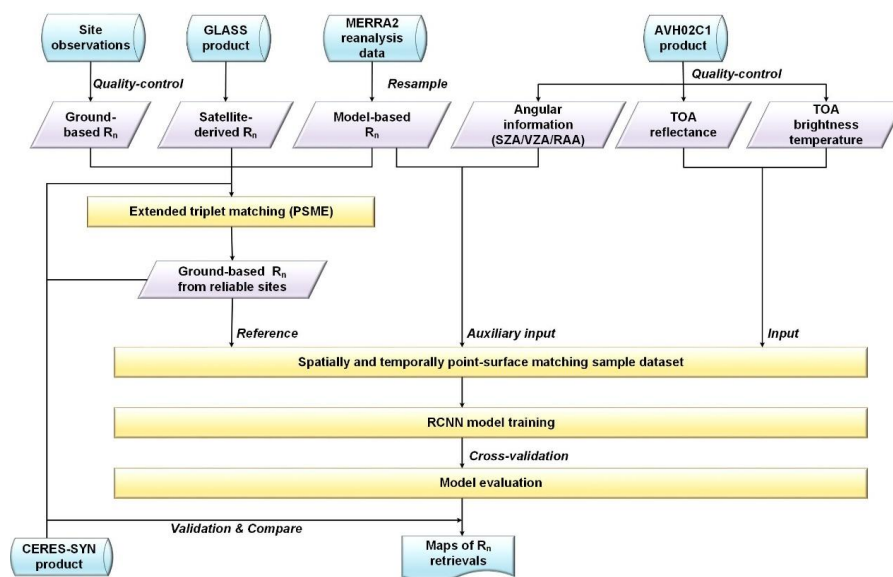 Site
observations
GLASS
product
MERRA2
reanalysis
data
AVH02C1
product
Quality-control
Resample
Quality-control
Ground-
based Rn
Satellite-
derived Rn
Model-based
Rn
Angular
information
(SZA/VZA/RAA)
TOA
reflectance
TOA
brightness
temperature
Extended triplet matching (PSME)
Ground-based Rn
from reliable sites
Reference
Auxiliary input
Input
Spatially and temporally point-surface matching sample dataset
RCNN model training
Cross-validation
Model evaluation
Validation & Compare
CERES-SYN
product
Maps of Rn
retrievals